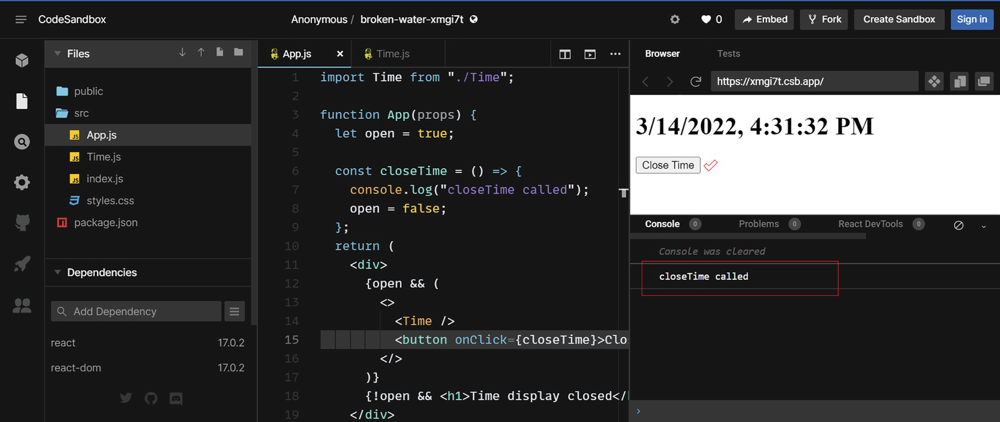 CodeSandbox
Anonymous / broken-water-xmgi7t
0
Embed
Fork
Create Sandbox
Sign in
Files
public
src
JS App.js
JS Time.js
JS index.js
styles.css
package.json
Dependencies
Add Dependency
react 17.0.2
react-dom 17.0.2
App.js
Time.js
1 import Time from "./Time";
2
3 function App(props) {
4 let open = true;
5
6 const closeTime = () => {
7 console.log("closeTime called");
8 open = false;
9 };
10 return (
11 <div>
12 {open && (
13 <>
14 <Time />
15 <button onClick={closeTime}>Clo
16 </>
17 )}
18 {!open && <h1>Time display closed</
19 </div>
Browser
Tests
https://xmgi7t.csb.app/
3/14/2022, 4:31:32 PM
Close Time
Console 0
Problems 0
React DevTools 0
Console was cleared
closeTime called